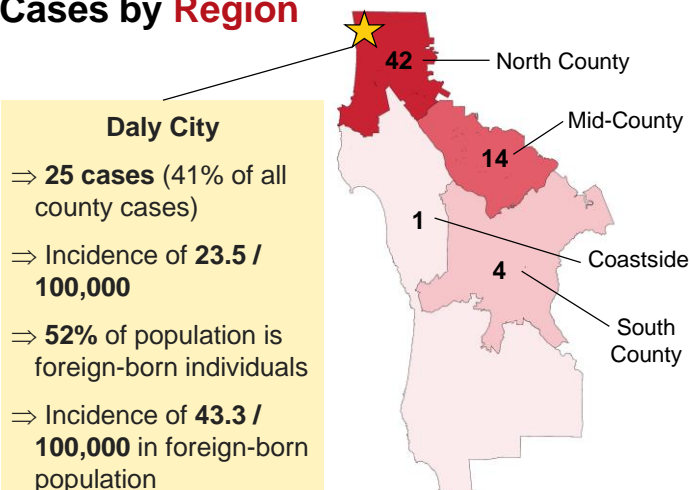 Cases by Region
42
North County
Daly City
Mid-County
⇒ 25 cases (41% of all
county cases)
14
1
⇒ Incidence of 23.5 /
100,000
Coastside
4
⇒ 52% of population is
foreign-born individuals
South
County
⇒ Incidence of 43.3 /
100,000 in foreign-born
population